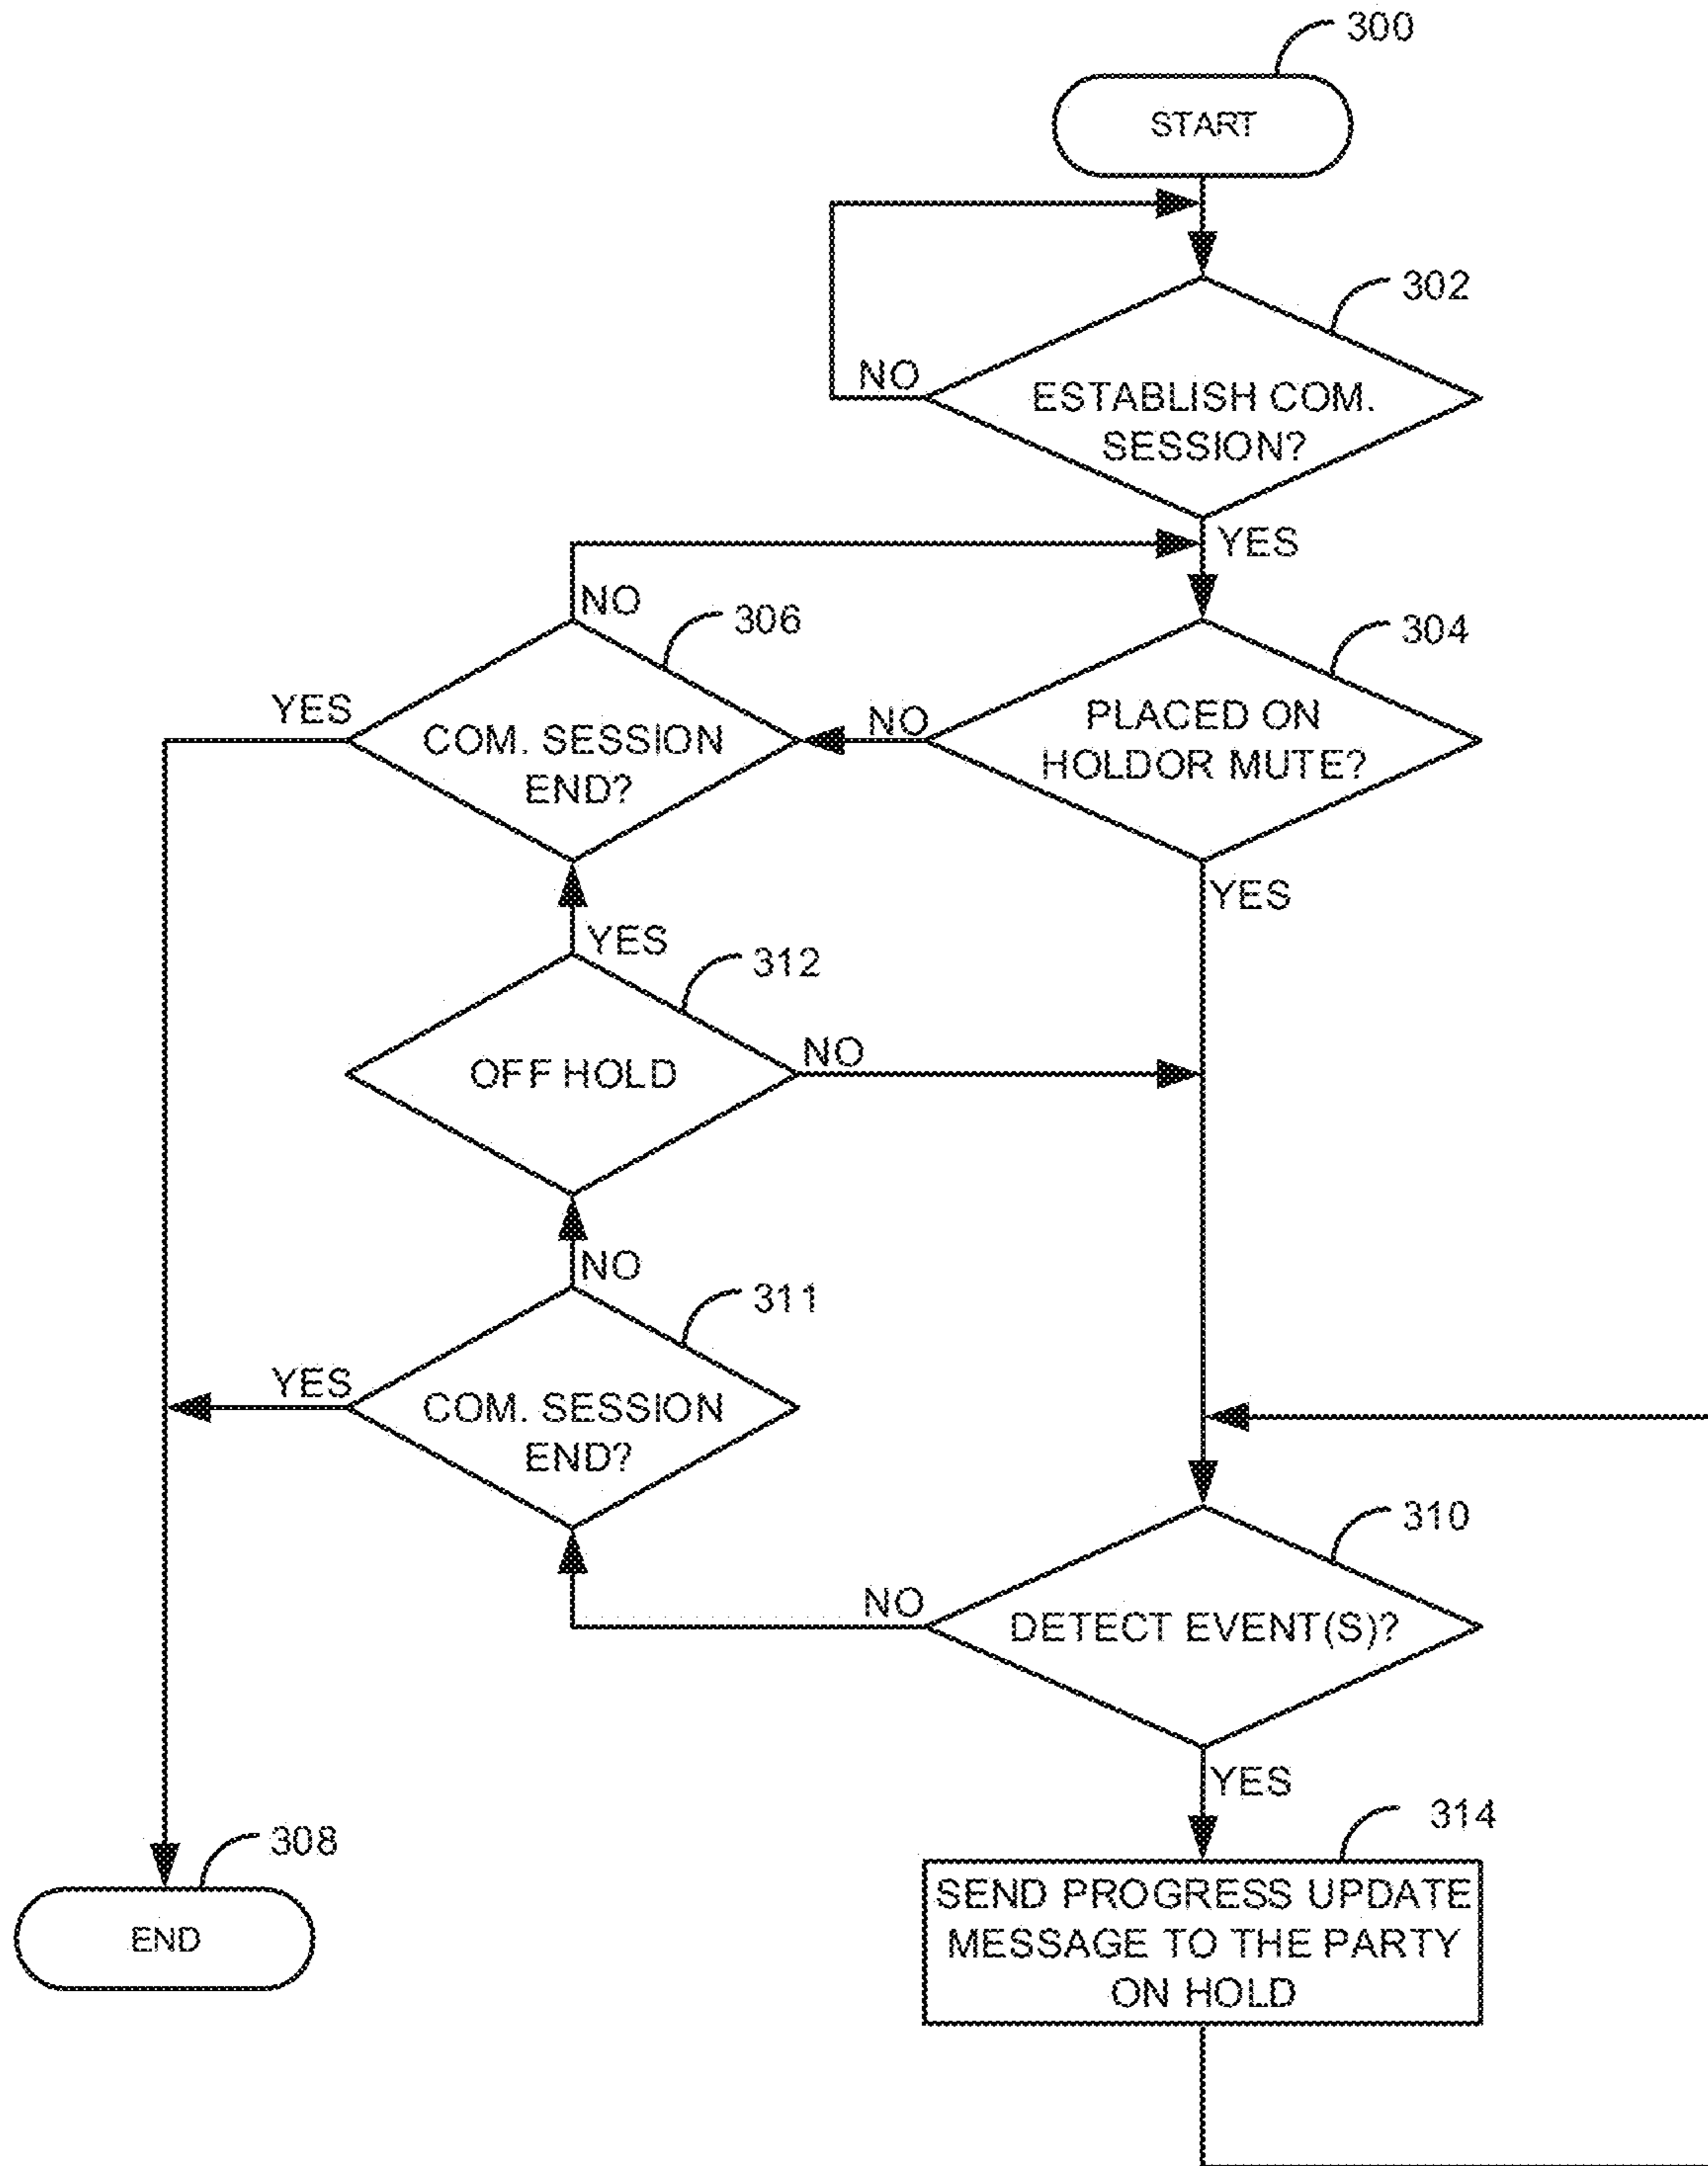 300
START
302
NO
ESTABLISH COM.
SESSION?
YES
NO
306
304
YES
COM. SESSION
END?
NO
PLACED ON
HOLDOR MUTE?
YES
YES
312
OFF HOLD
NO
NO
311
YES
COM. SESSION
END?
310
NO
DETECT EVENT(S)?
YES
314
308
END
SEND PROGRESS UPDATE
MESSAGE TO THE PARTY
ON HOLD